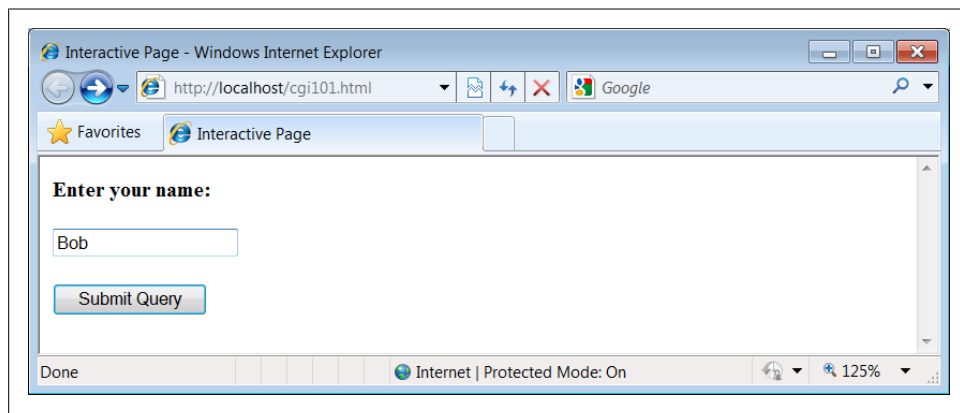 Interactive Page - Windows Internet Explorer
http://localhost/cgi101.html
Google
Favorites
Interactive Page
Enter your name:
Bob
Submit Query
Done
Internet | Protected Mode: On
125%